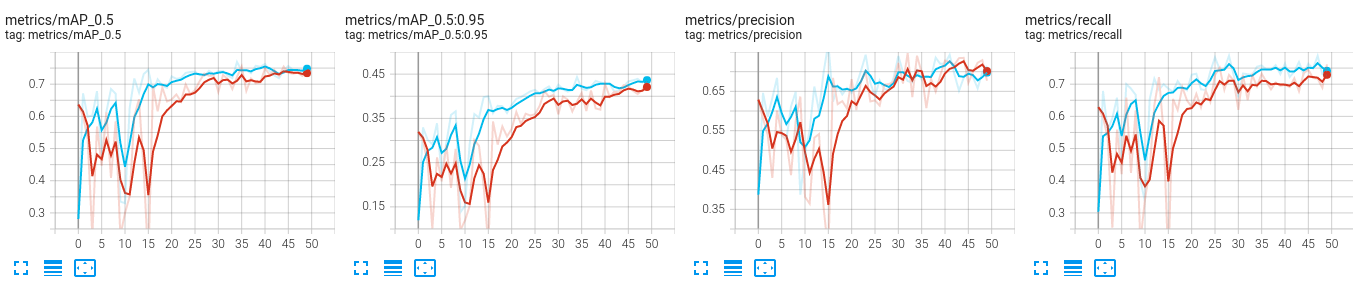 metrics/mAP_0.5
tag: metrics/mAP_0.5
0.7
0.6
0.5
0.4
0.3
0 5 10 15 20 25 30 35 40 45 50
metrics/mAP_0.5:0.95
tag: metrics/mAP_0.5:0.95
0.45
0.35
0.25
0.15
0 5 10 15 20 25 30 35 40 45 50
metrics/precision
tag: metrics/precision
0.65
0.55
0.45
0.35
0 5 10 15 20 25 30 35 40 45 50
metrics/recall
tag: metrics/recall
0.7
0.6
0.5
0.4
0.3
0 5 10 15 20 25 30 35 40 45 50